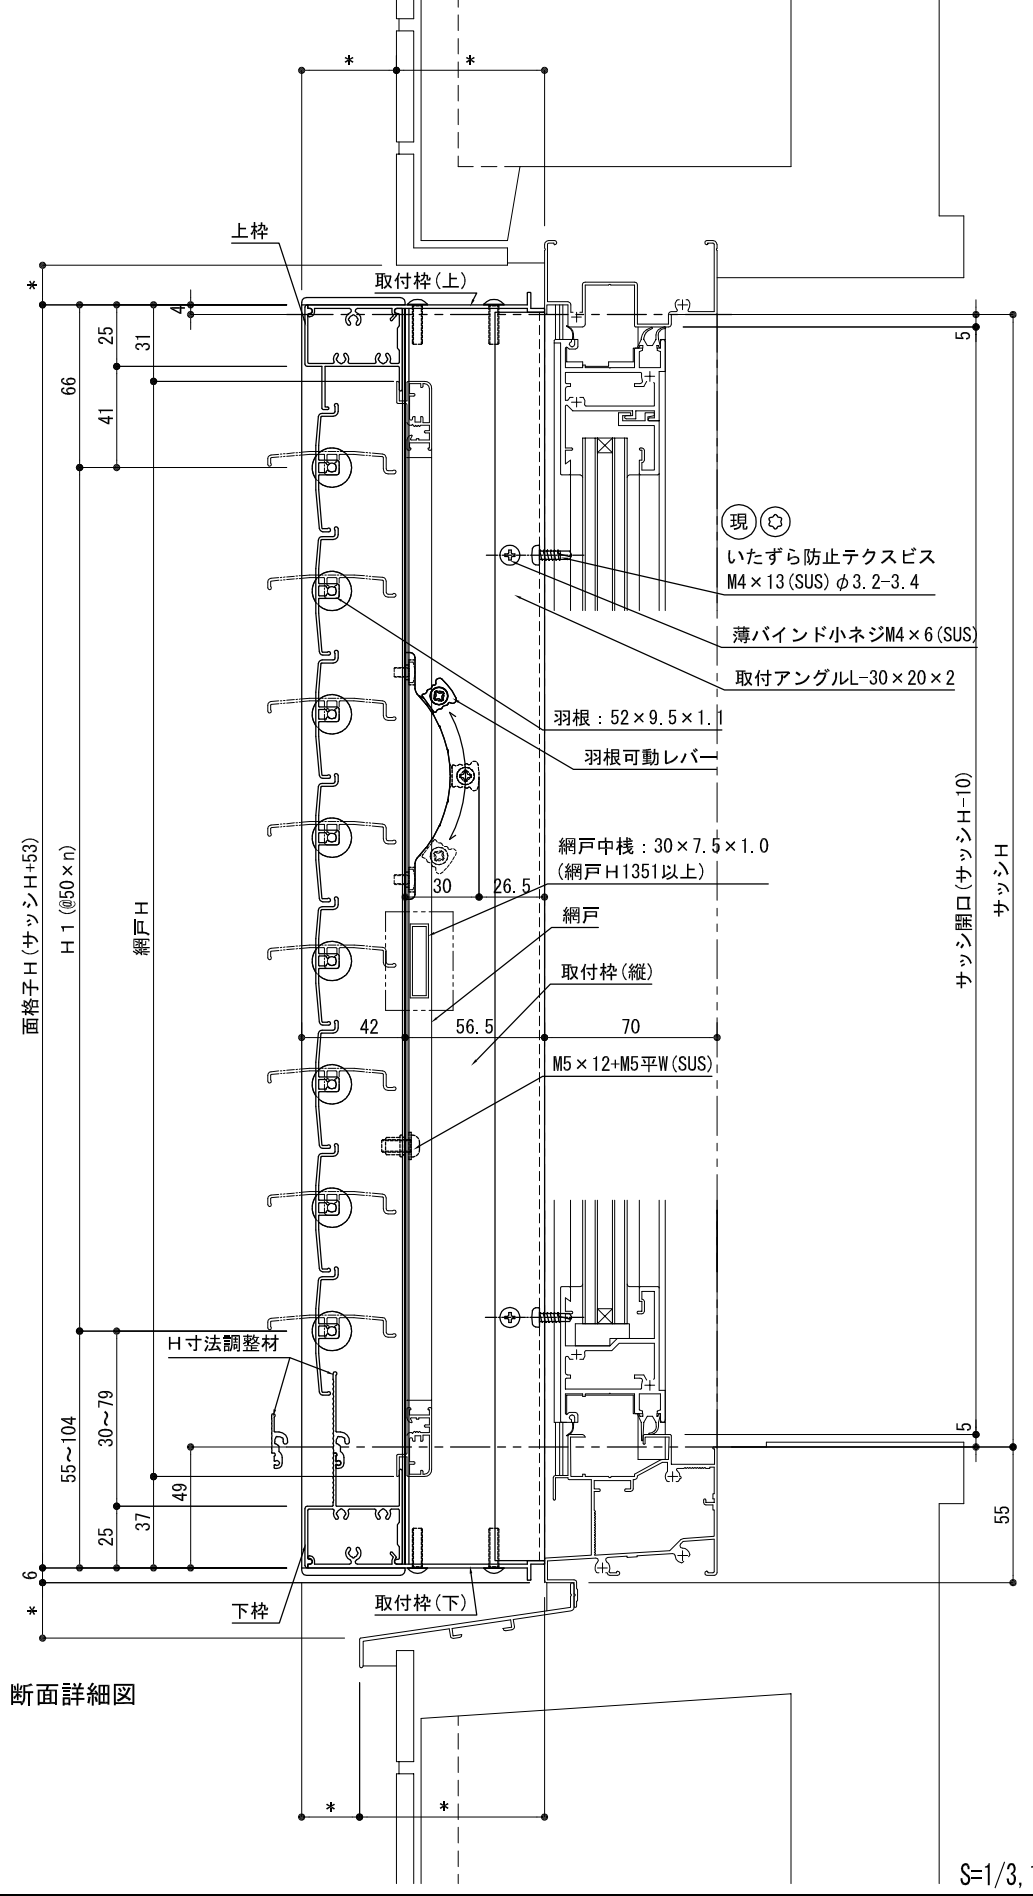 *
*
上枠
取付枠(上)
*
4
25
31
5
66
41
現
いたずら防止テクスビス
M4×13(SUS)φ3.2-3.4
薄バインド小ネジM4×6(SUS)
取付アングルL-30×20×2
羽根：52×9.5×1.1
羽根可動レバー
面格子H(サッシH+53)
H1(@50×n)
網戸H
サッシ開口(サッシH-10)
サッシH
網戸中桟：30×7.5×1.0
(網戸H1351以上)
30
26.5
網戸
取付枠(縦)
42
56.5
70
M5×12+M5平W(SUS)
H寸法調整材
55〜104
30〜79
49
5
25
37
55
6
*
下枠
取付枠(下)
断面詳細図
*
*
S=1/3,